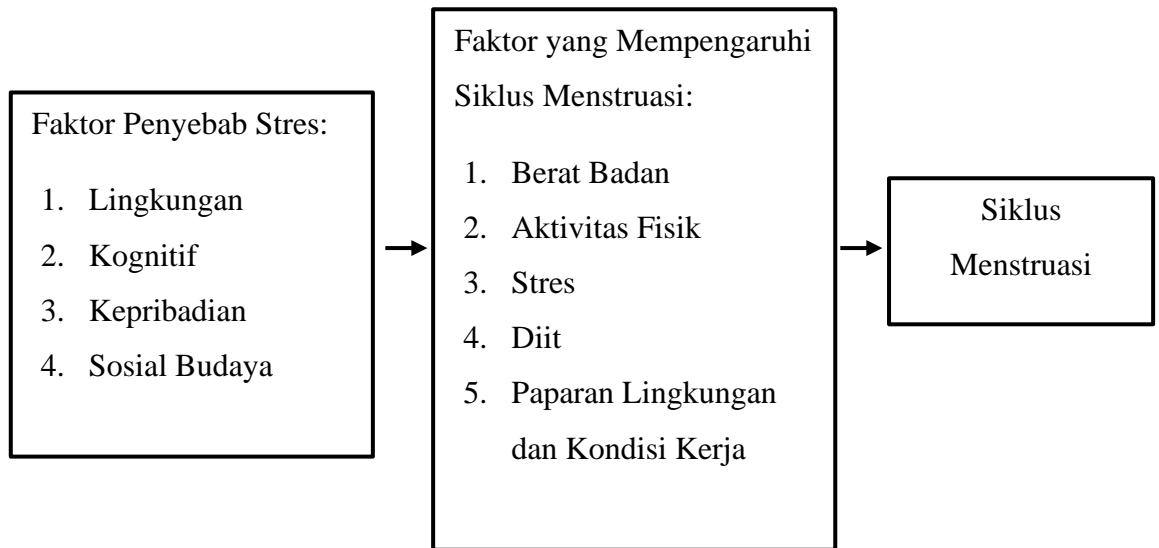 Faktor Penyebab Stres:
1. Lingkungan
2. Kognitif
3. Kepribadian
4. Sosial Budaya
Faktor yang Mempengaruhi
Siklus Menstruasi:
1. Berat Badan
2. Aktivitas Fisik
3. Stres
4. Diit
5. Paparan Lingkungan
dan Kondisi Kerja
Siklus
Menstruasi